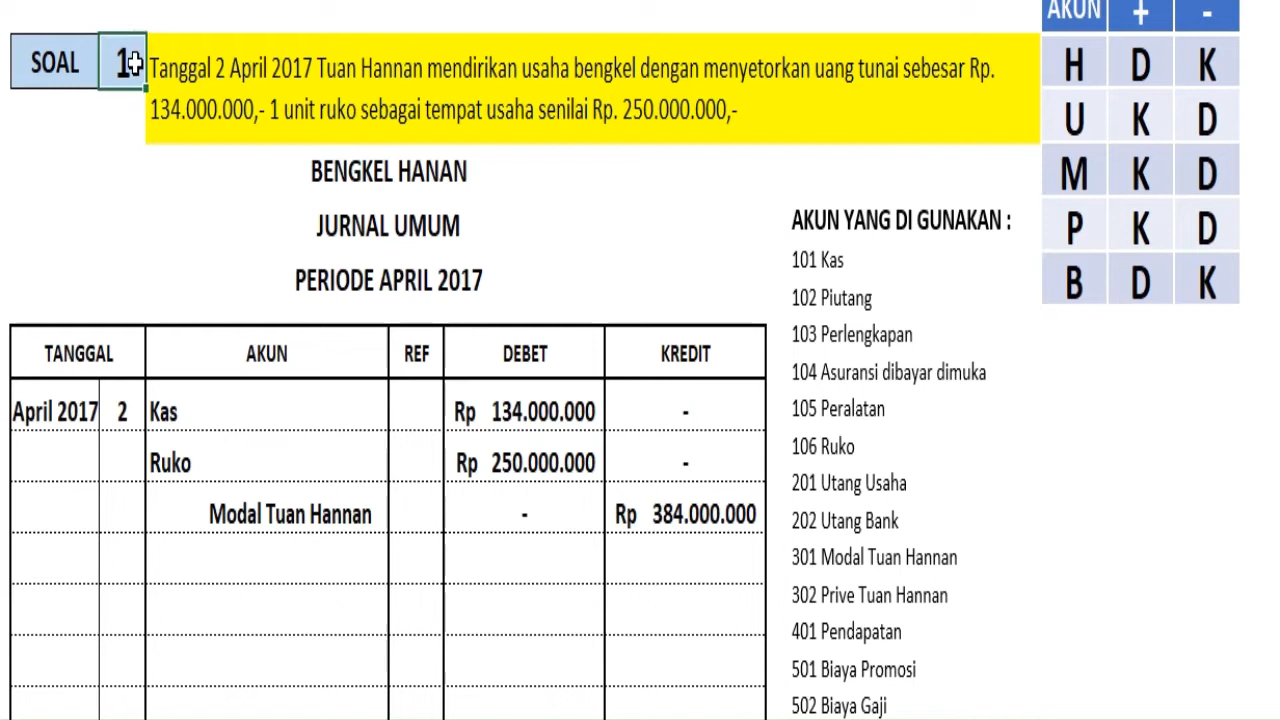 AKUN + -
SOAL 1 Tanggal 2 April 2017 Tuan Hannan mendirikan usaha bengkel dengan menyetorkan uang tunai sebesar Rp.
134.000.000,- 1 unit ruko sebagai tempat usaha senilai Rp. 250.000.000,-
H D K
U K D
M K D
P K D
B D K
BENGKEL HANAN
JURNAL UMUM
PERIODE APRIL 2017
TANGGAL AKUN REF DEBET KREDIT
April 2017 2 Kas Rp 134.000.000 -
Ruko Rp 250.000.000 -
Modal Tuan Hannan - Rp 384.000.000
AKUN YANG DI GUNAKAN :
101 Kas
102 Piutang
103 Perlengkapan
104 Asuransi dibayar dimuka
105 Peralatan
106 Ruko
201 Utang Usaha
202 Utang Bank
301 Modal Tuan Hannan
302 Prive Tuan Hannan
401 Pendapatan
501 Biaya Promosi
502 Biaya Gaji